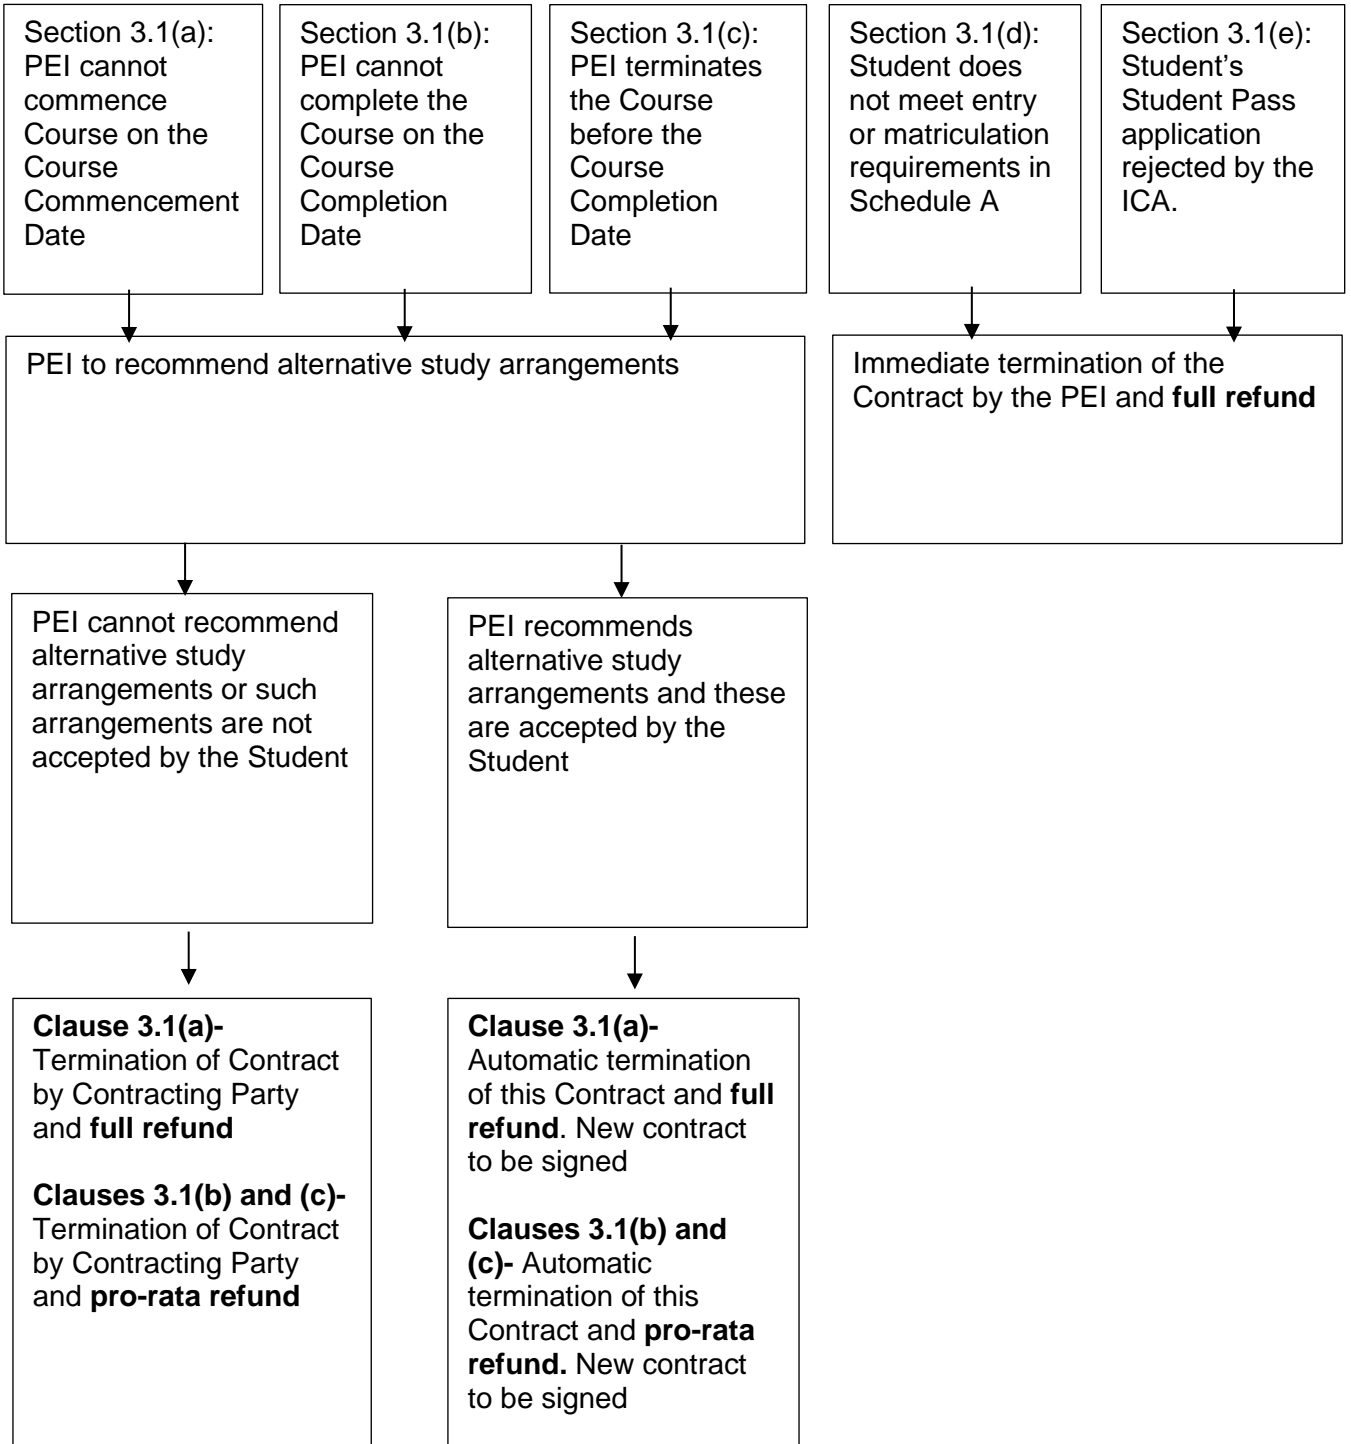 Section 3.1(a):
PEI cannot
commence
Course on the
Course
Commencement
Date
Section 3.1(b):
PEI cannot
complete the
Course on the
Course
Completion
Date
Section 3.1(c):
PEI terminates
the Course
before the
Course
Completion
Date
Section 3.1(d):
Student does
not meet entry
or matriculation
requirements in
Schedule A
Section 3.1(e):
Student’s
Student Pass
application
rejected by the
ICA.
PEI to recommend alternative study arrangements
Immediate termination of the
Contract by the PEI and full refund
PEI cannot recommend
alternative study
arrangements or such
arrangements are not
accepted by the Student
PEI recommends
alternative study
arrangements and these
are accepted by the
Student
Clause 3.1(a)-
Termination of Contract
by Contracting Party
and full refund
Clauses 3.1(b) and (c)-
Termination of Contract
by Contracting Party
and pro-rata refund
Clause 3.1(a)-
Automatic termination
of this Contract and full
refund. New contract
to be signed
Clauses 3.1(b) and
(c)- Automatic
termination of this
Contract and pro-rata
refund. New contract
to be signed